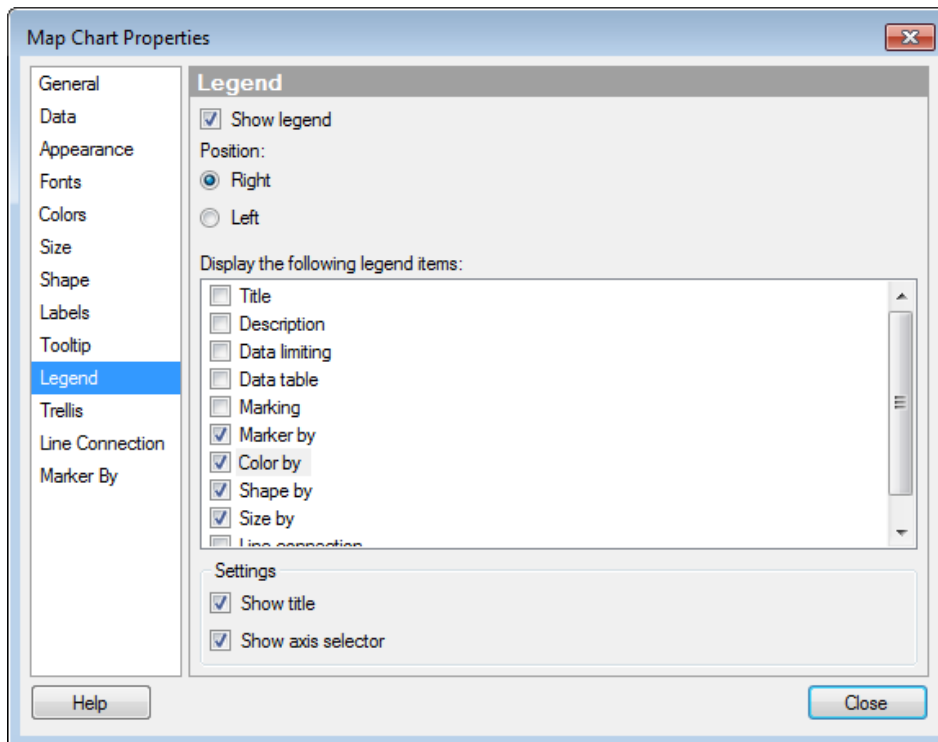 Map Chart Properties
General
Data
Appearance
Fonts
Colors
Size
Shape
Labels
Tooltip
Legend
Trellis
Line Connection
Marker By
Legend
Show legend
Position:
Right
Left
Display the following legend items:
Title
Description
Data limiting
Data table
Marking
Marker by
Color by
Shape by
Size by
Line connection
Settings
Show title
Show axis selector
Help
Close